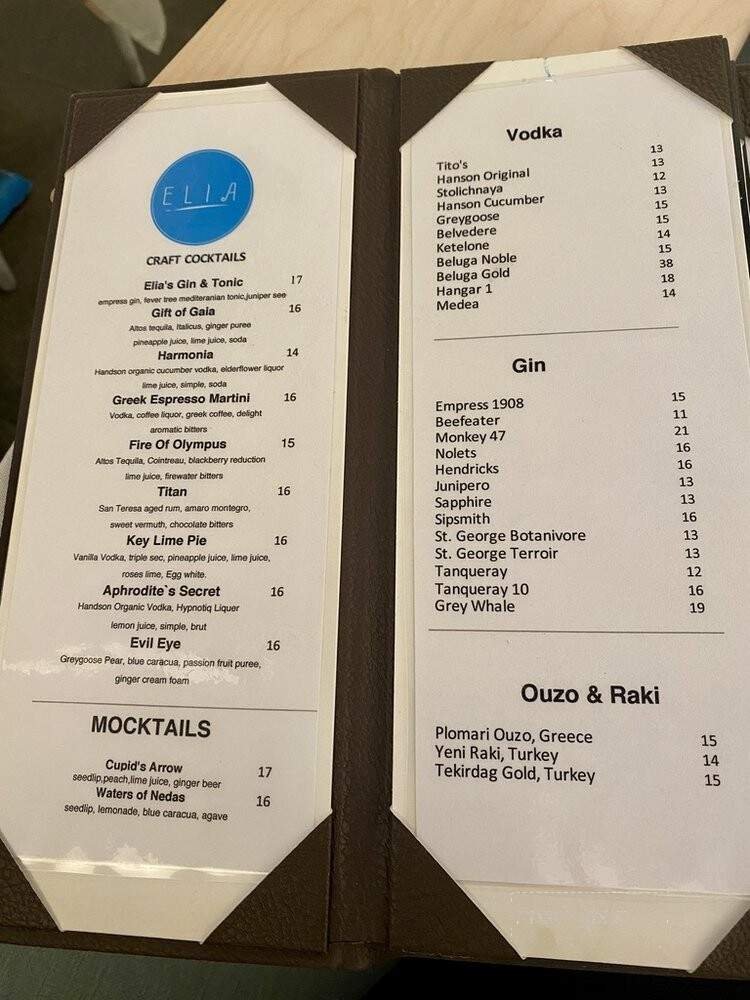 ELIA
CRAFT COCKTAILS
Elia's Gin & Tonic 17
empress gin, fever tree mediteranian tonic,juniper see
Gift of Gaia 16
Altos tequila, Italicus, ginger puree
pineapple juice, lime juice, soda
Harmonia 14
Handson organic cucumber vodka, elderflower liquor
lime juice, simple, soda
Greek Espresso Martini 16
Vodka, coffee liquor, greek coffee, delight
aromatic bitters
Fire Of Olympus 15
Altos Tequila, Cointreau, blackberry reduction
lime juice, firewater bitters
Titan 16
San Teresa aged rum, amaro montegro,
sweet vermuth, chocolate bitters
Key Lime Pie 16
Vanilla Vodka, triple sec, pineapple juice, lime juice,
roses lime, Egg white.
Aphrodite`s Secret 16
Handson Organic Vodka, Hypnotiq Liquer
lemon juice, simple, brut
Evil Eye 16
Greygoose Pear, blue caracua, passion fruit puree,
ginger cream foam
MOCKTAILS
Cupid's Arrow 17
seedlip,peach,lime juice, ginger beer
Waters of Nedas 16
seedlip, lemonade, blue caracua, agave
Vodka
Tito's 13
Hanson Original 13
Stolichnaya 12
Hanson Cucumber 13
Greygoose 15
Belvedere 15
Ketelone 14
Beluga Noble 15
Beluga Gold 38
Hangar 1 18
Medea 14
Gin
Empress 1908 15
Beefeater 11
Monkey 47 21
Nolets 16
Hendricks 16
Junipero 13
Sapphire 13
Sipsmith 16
St. George Botanivore 13
St. George Terroir 13
Tanqueray 12
Tanqueray 10 16
Grey Whale 19
Ouzo & Raki
Plomari Ouzo, Greece 15
Yeni Raki, Turkey 14
Tekirdag Gold, Turkey 15